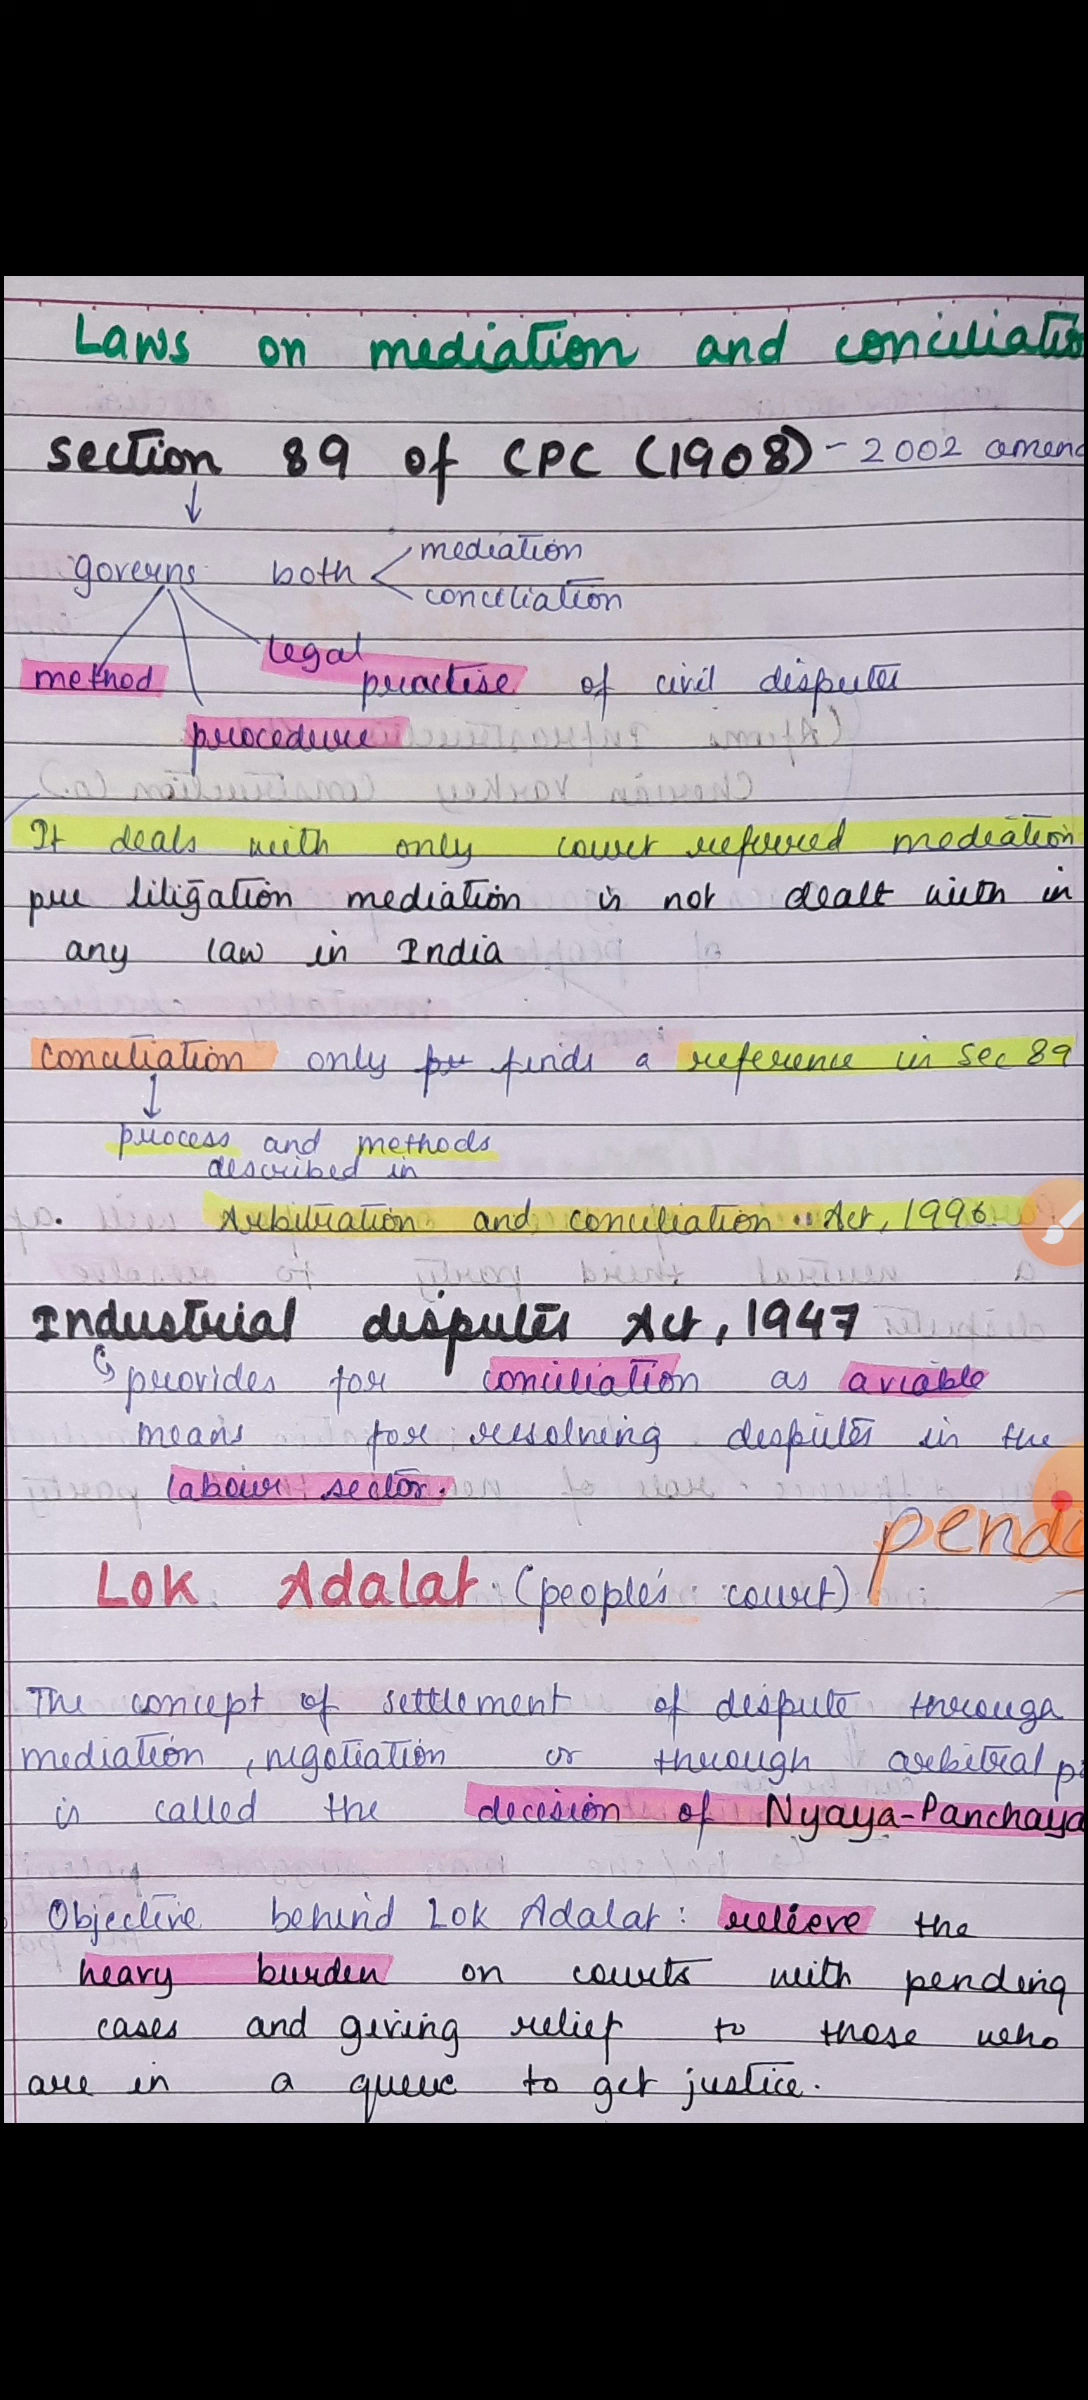 Laws on mediation and conciliatio
section 89 of CPC (1908) - 2002 amend
governs both mediation
conciliation
legal
method practise of civil disputes
procedure
It deals with only court referred mediation
pre litigation mediation is not dealt with in
any law in India
conciliation only finds a reference in Sec 89
process and methods
described in
Arbitration and conciliation Act, 1996.
Industrial disputes Act, 1947
provides for conciliation as a viable
means for resolving disputes in the
labour sector.
pendi
Lok Adalat (people's court)
The concept of settlement of dispute through
mediation, negotiation or through arbitral p
is called the decision of Nyaya-Panchaya
Objective behind Lok Adalat: relieve the
heavy burden on courts with pending
cases and giving relief to those who
are in a queue to get justice.